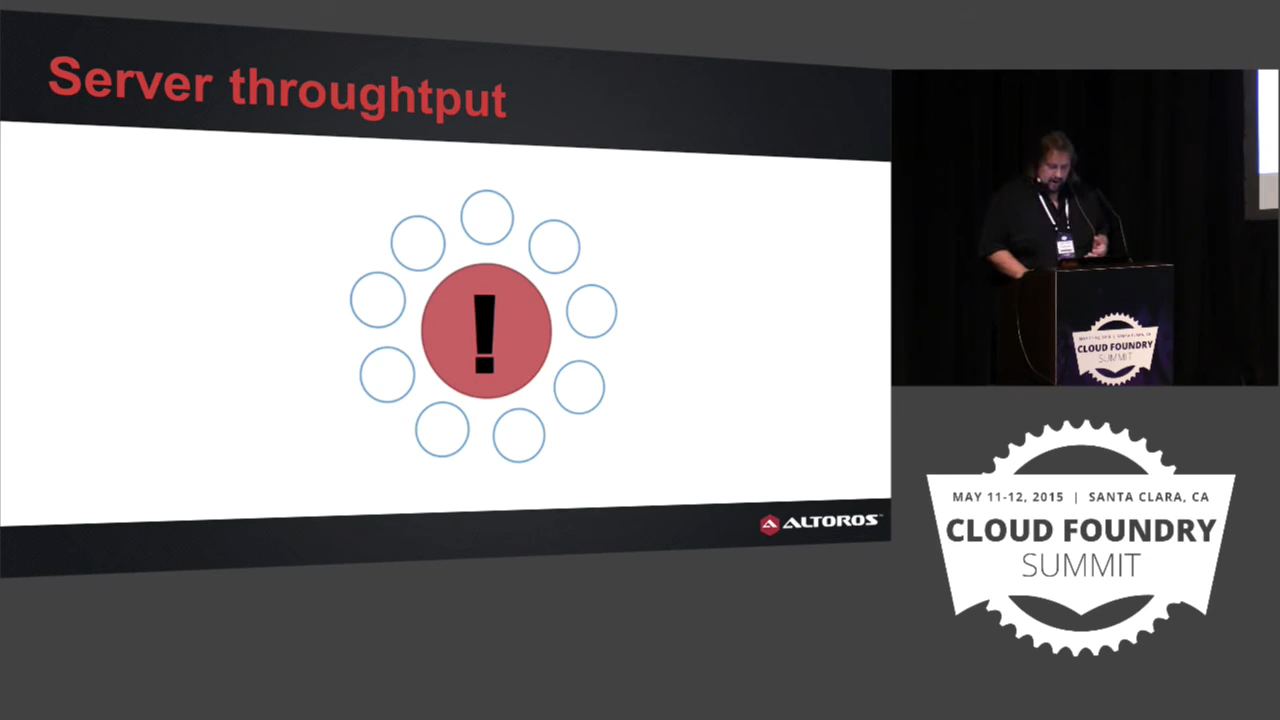 Server throughtput
!
ALTOROS
CLOUD FOUNDRY
SUMMIT
MAY 11-12, 2015 | SANTA CLARA, CA
CLOUD FOUNDRY
SUMMIT